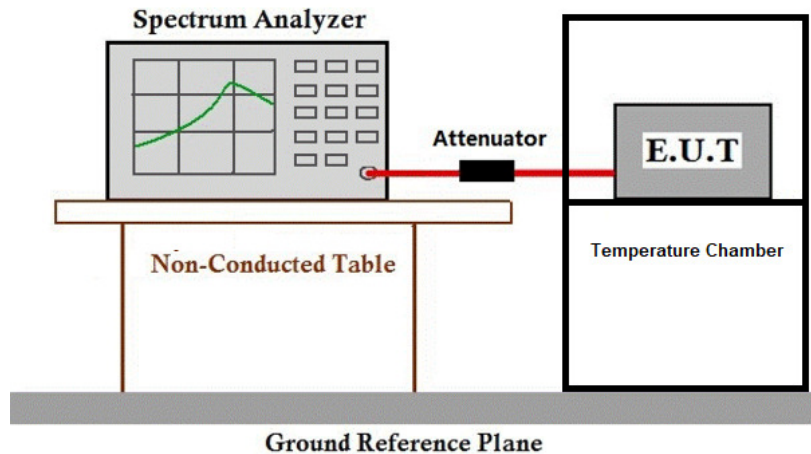 Spectrum Analyzer
Attenuator
E.U.T
Temperature Chamber
Non-Conducted Table
Ground Reference Plane